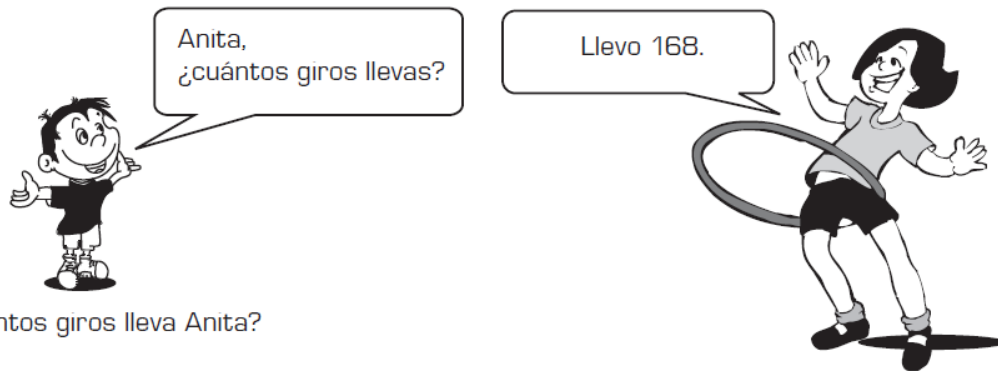 Anita,
¿cuántos giros llevas?
Llevo 168.
ntos giros lleva Anita?